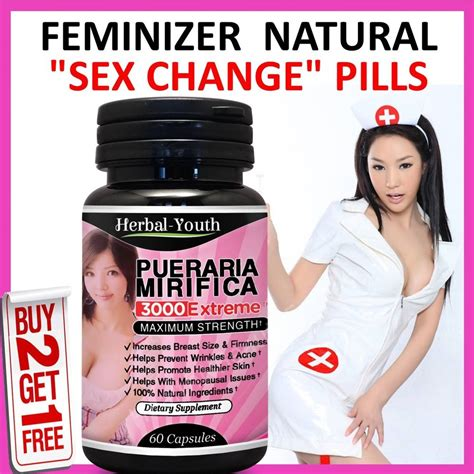 FEMINIZER NATURAL
"SEX CHANGE" PILLS
Herbal-Youth
PUERARIA
MIRIFICA
3000Extreme
MAXIMUM STRENGTH†
✓Increases Breast Size & Firmness†
✓Helps Prevent Wrinkles & Acne†
✓Helps Promote Healthier Skin†
✓Helps With Menopausal Issues†
✓100% Natural Ingredients†
Dietary Supplement
60 Capsules
BUY
2
GET
1
FREE